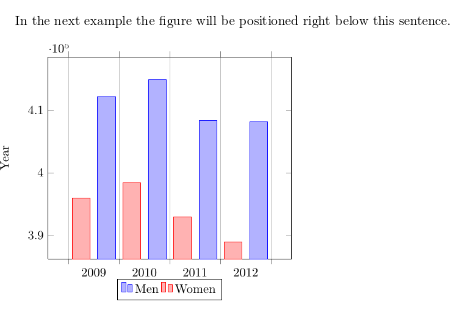 In the next example the figure will be positioned right below this sentence.
·10⁵
4.1
4
3.9
Year
2009 2010 2011 2012
Men Women